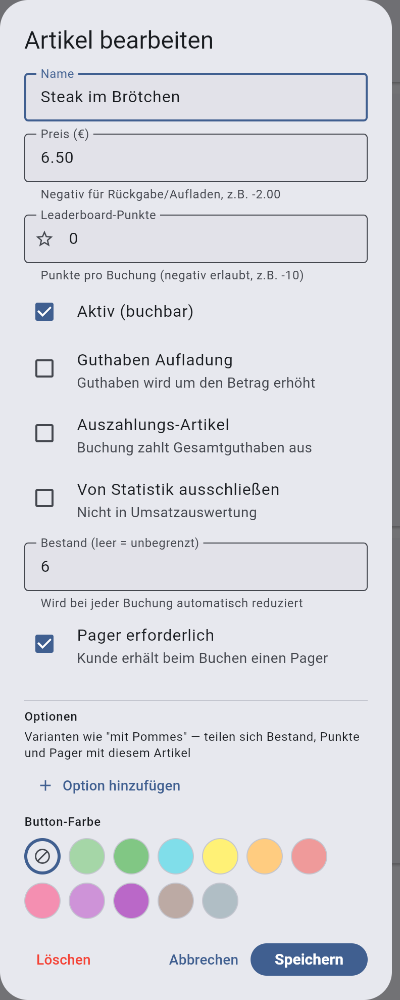 Artikel bearbeiten
Name
Steak im Brötchen
Preis (€)
6.50
Negativ für Rückgabe/Aufladen, z.B. -2.00
Leaderboard-Punkte
0
Punkte pro Buchung (negativ erlaubt, z.B. -10)
Aktiv (buchbar)
Guthaben Aufladung
Guthaben wird um den Betrag erhöht
Auszahlungs-Artikel
Buchung zahlt Gesamtguthaben aus
Von Statistik ausschließen
Nicht in Umsatzauswertung
Bestand (leer = unbegrenzt)
6
Wird bei jeder Buchung automatisch reduziert
Pager erforderlich
Kunde erhält beim Buchen einen Pager
Optionen
Varianten wie "mit Pommes" — teilen sich Bestand, Punkte
und Pager mit diesem Artikel
Option hinzufügen
Button-Farbe
Löschen
Abbrechen
Speichern